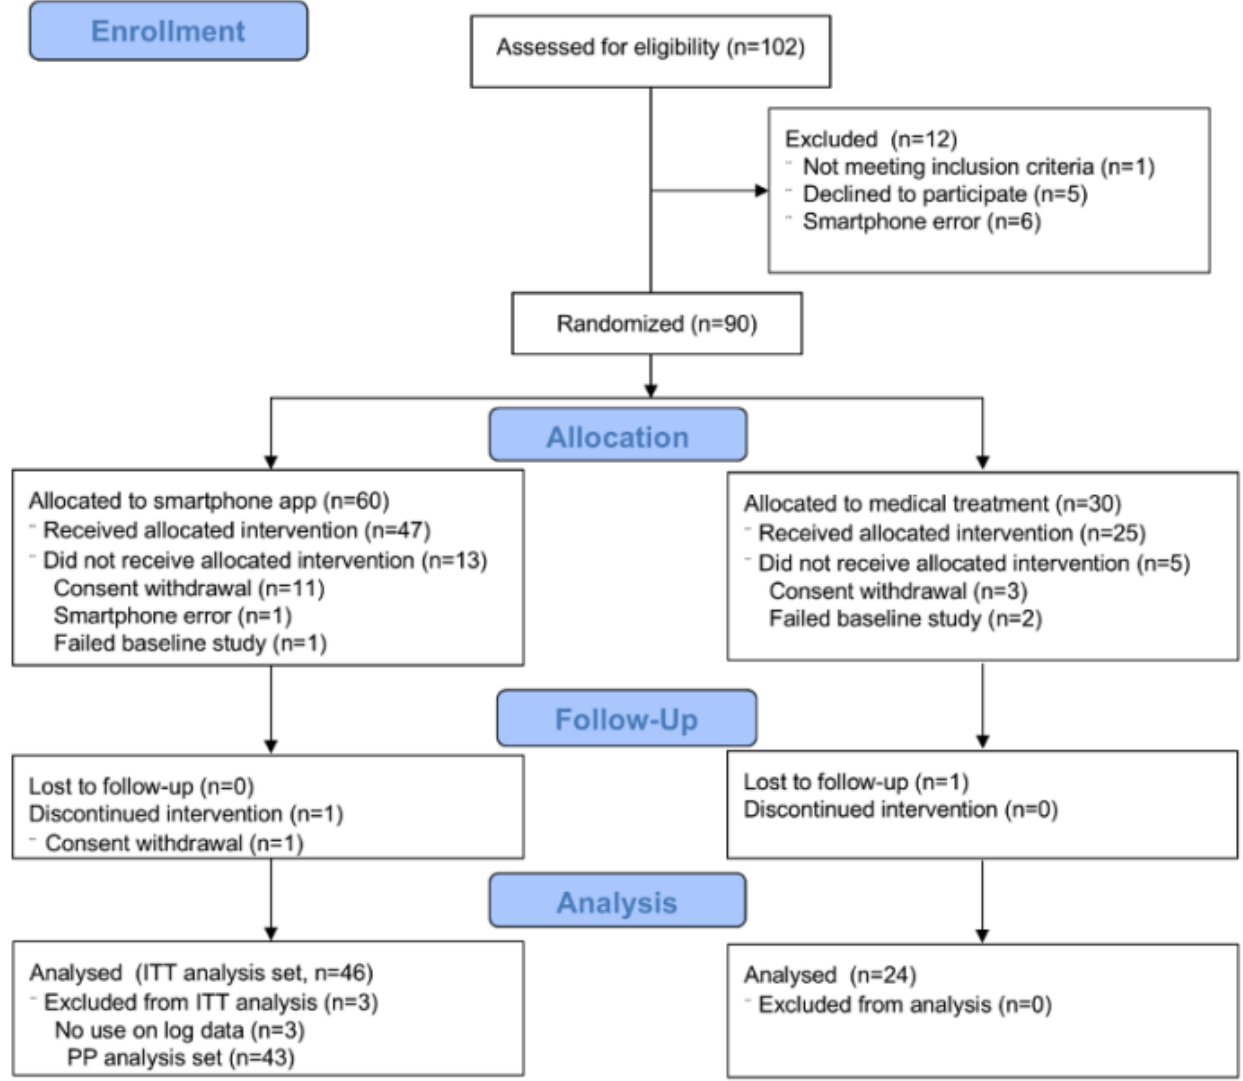 Enrollment
Assessed for eligibility (n=102)
Excluded (n=12)
¨ Not meeting inclusion criteria (n=1)
¨ Declined to participate (n=5)
¨ Smartphone error (n=6)
Randomized (n=90)
Allocation
Allocated to smartphone app (n=60)
¨ Received allocated intervention (n=47)
¨ Did not receive allocated intervention (n=13)
Consent withdrawal (n=11)
Smartphone error (n=1)
Failed baseline study (n=1)
Allocated to medical treatment (n=30)
¨ Received allocated intervention (n=25)
¨ Did not receive allocated intervention (n=5)
Consent withdrawal (n=3)
Failed baseline study (n=2)
Follow-Up
Lost to follow-up (n=0)
Discontinued intervention (n=1)
¨ Consent withdrawal (n=1)
Lost to follow-up (n=1)
Discontinued intervention (n=0)
Analysis
Analysed (ITT analysis set, n=46)
¨ Excluded from ITT analysis (n=3)
No use on log data (n=3)
PP analysis set (n=43)
Analysed (n=24)
¨ Excluded from analysis (n=0)